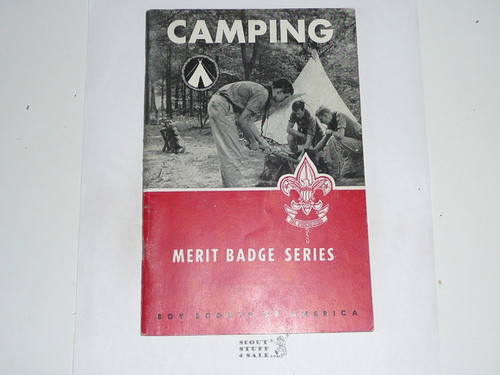 CAMPING
MERIT BADGE SERIES
BOY SCOUTS OF AMERICA
SCOUT
STUFF
4 SALE